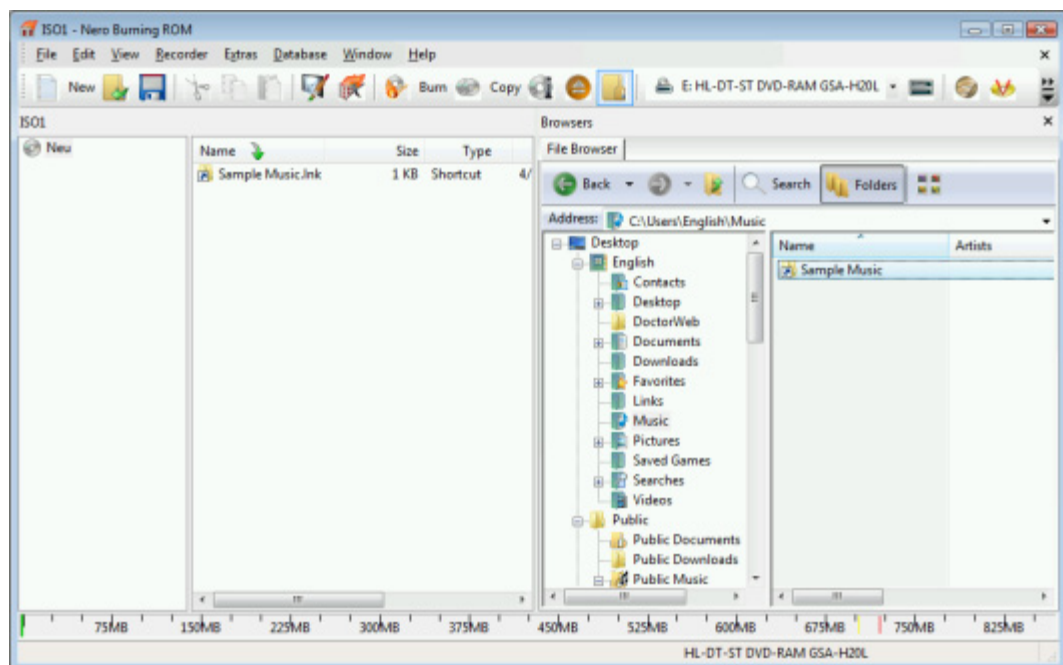 ISO1 - Nero Burning ROM
File Edit View Recorder Extras Database Window Help
New Burn Copy E: HL-DT-ST DVD-RAM GSA-H20L
ISO1
Neu
Name Size Type
Sample Music.lnk 1 KB Shortcut 4/
Browsers
File Browser
Back Search Folders
Address: C:\Users\English\Music
Desktop
English
Contacts
Desktop
DoctorWeb
Documents
Downloads
Favorites
Links
Music
Pictures
Saved Games
Searches
Videos
Public
Public Documents
Public Downloads
Public Music
Name Artists
Sample Music
75MB 150MB 225MB 300MB 375MB 450MB 525MB 600MB 675MB 750MB 825MB
HL-DT-ST DVD-RAM GSA-H20L